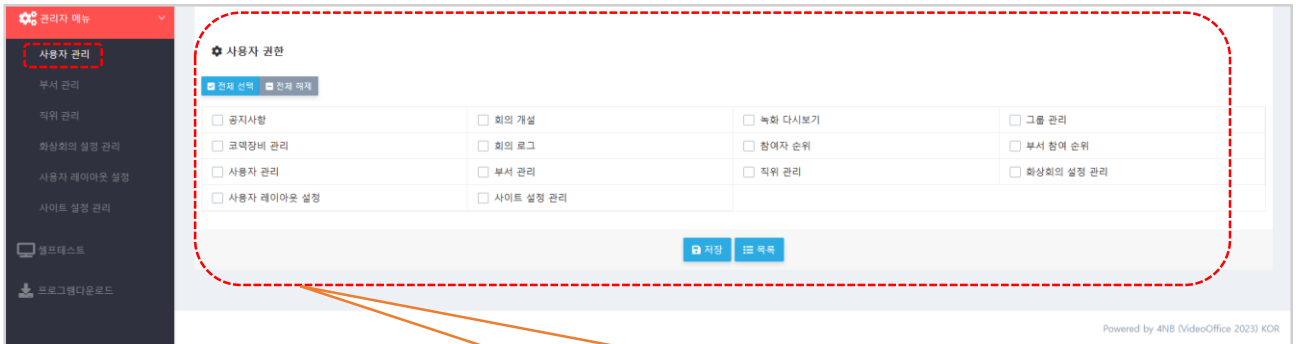 관리자 메뉴
사용자 관리
부서 관리
직위 관리
화상회의 설정 관리
사용자 레이아웃 설정
사이트 설정 관리
셀프테스트
프로그램다운로드
사용자 권한
전체 선택 전체 해제
공지사항 회의 개설 녹화 다시보기 그룹 관리
코덱장비 관리 회의 로그 참여자 순위 부서 참여 순위
사용자 관리 부서 관리 직위 관리 화상회의 설정 관리
사용자 레이아웃 설정 사이트 설정 관리
저장 목록
Powered by 4NB (VideoOffice 2023) KOR